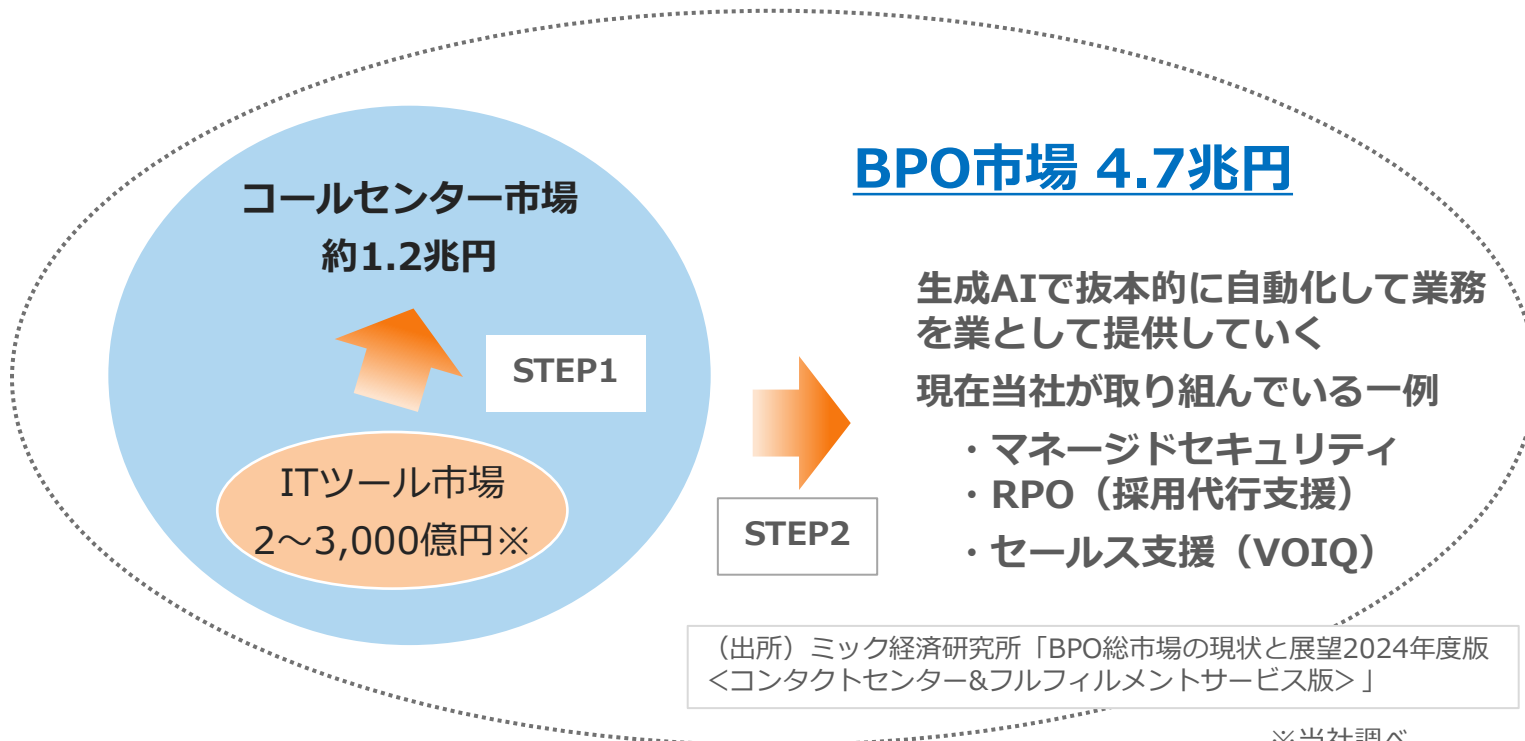 BPO市場 4.7兆円
コールセンター市場
約1.2兆円
STEP1
ITツール市場
2～3,000億円※
STEP2
生成AIで抜本的に自動化して業務
を業として提供していく
現在当社が取り組んでいる一例
・マネージドセキュリティ
・RPO（採用代行支援）
・セールス支援（VOIQ）
（出所）ミック経済研究所「BPO総市場の現状と展望2024年度版
＜コンタクトセンター&フルフィルメントサービス版＞」
※当社調べ